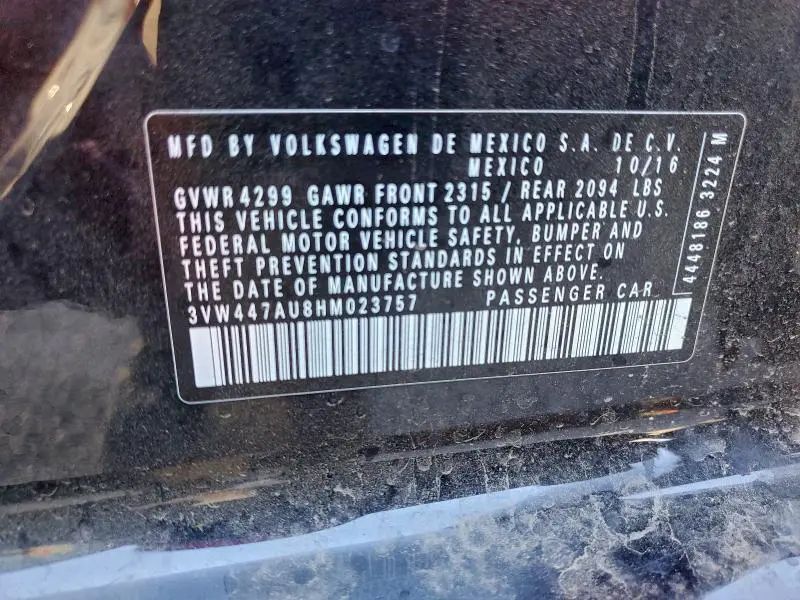 MFD BY VOLKSWAGEN DE MEXICO S.A. DE C.V.
MEXICO 10/16
GVWR 4299 GAWR FRONT 2315 / REAR 2094 LBS
THIS VEHICLE CONFORMS TO ALL APPLICABLE U.S.
FEDERAL MOTOR VEHICLE SAFETY, BUMPER AND
THEFT PREVENTION STANDARDS IN EFFECT ON
THE DATE OF MANUFACTURE SHOWN ABOVE.
3VW447AU8HM023757 PASSENGER CAR
4448186 3224 M